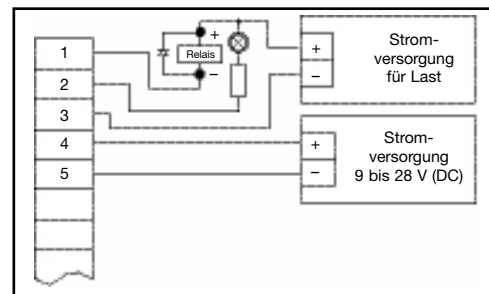 1
2
3
4
5
+
Relais
–
+
–
Strom-
versorgung
für Last
+
–
Strom-
versorgung
9 bis 28 V (DC)